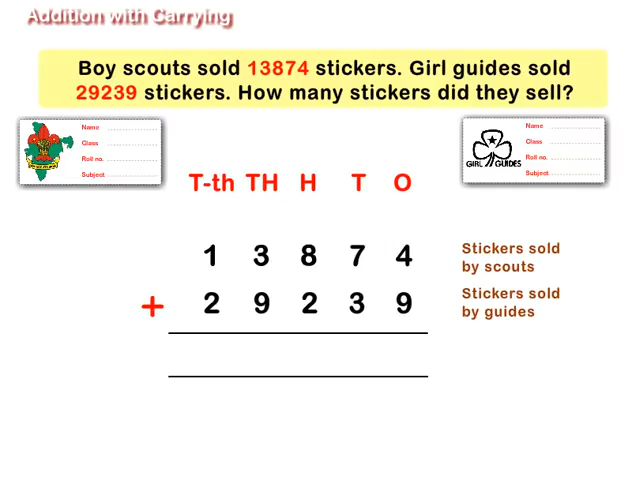 Addition with Carrying
Boy scouts sold 13874 stickers. Girl guides sold
29239 stickers. How many stickers did they sell?
Name
Class
Roll no.
Subject
GIRL GUIDES
Name
Class
Roll no.
Subject
T-th TH H T O
1 3 8 7 4
Stickers sold
by scouts
+ 2 9 2 3 9
Stickers sold
by guides